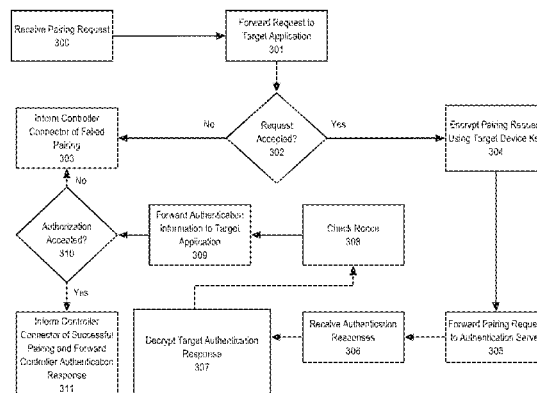 Receive Pairing Request
300
Forward Request to
Target Application
301
Request
Accepted?
302
No
Yes
Inform Controller
Connector of Failed
Pairing
303
Encrypt Pairing Request
Using Target Device Key
304
No
Authorization
Accepted?
310
Forward Authentication
Information to Target
Application
309
Check Nonce
308
Yes
Inform Controller
Connector of Successful
Pairing and Forward
Controller Authentication
Response
311
Decrypt Target Authentication
Response
307
Receive Authentication
Responses
306
Forward Pairing Request
to Authentication Server
305